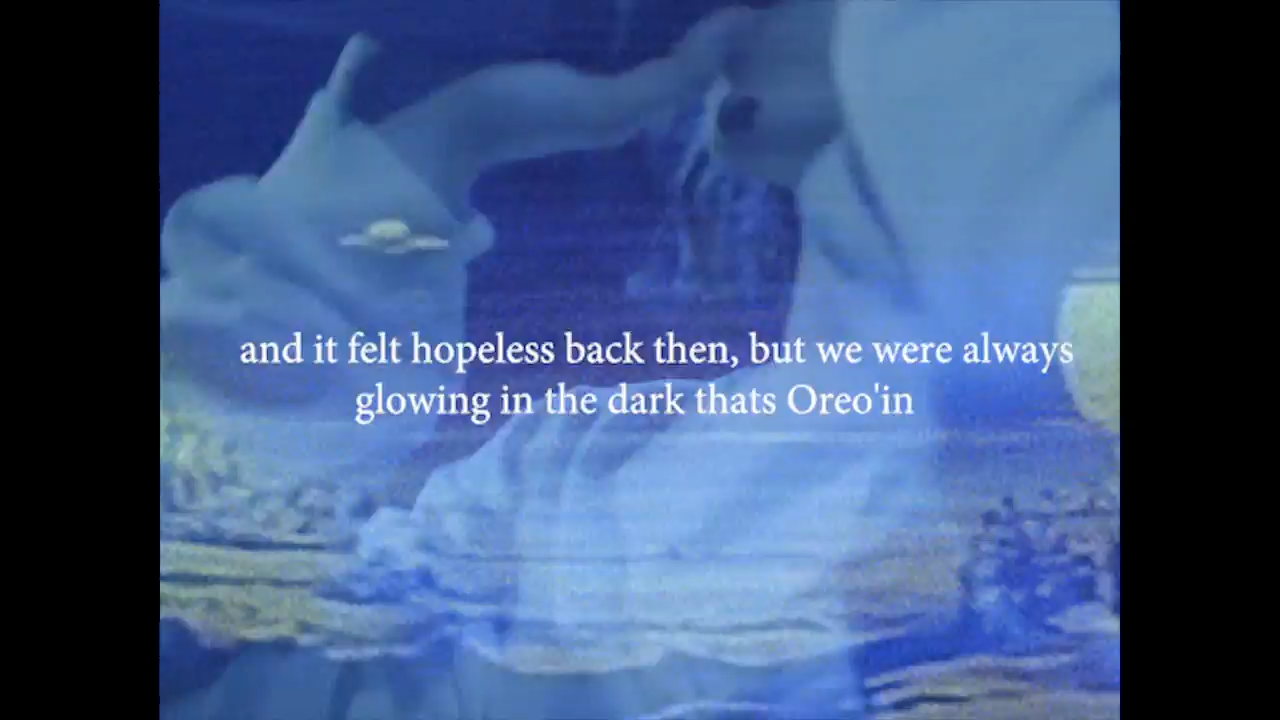 and it felt hopeless back then, but we were always
glowing in the dark thats Oreo'in